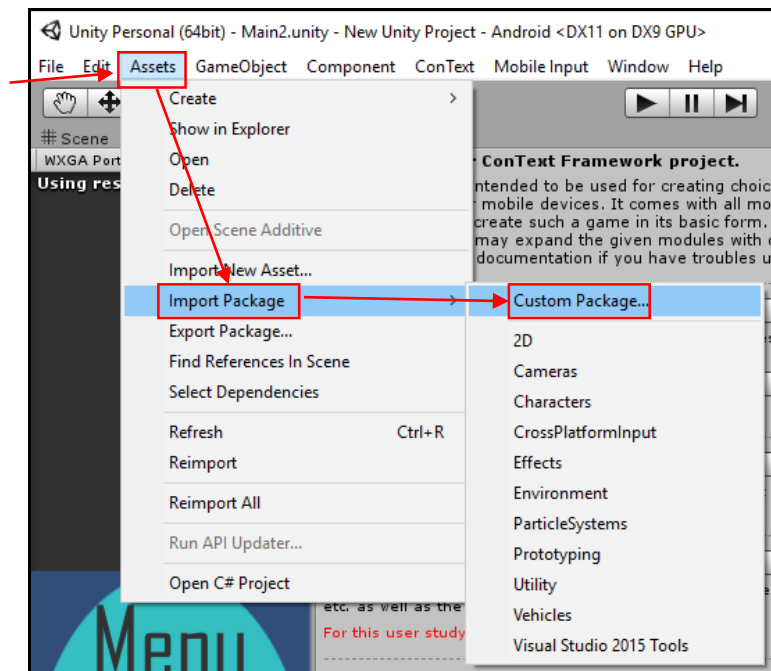 Unity Personal (64bit) - Main2.unity - New Unity Project - Android <DX11 on DX9 GPU>
File Edit Assets GameObject Component ConText Mobile Input Window Help
# Scene
WXGA Port
Using res
Create
Show in Explorer
Open
Delete
Open Scene Additive
Import New Asset...
Import Package
Export Package...
Find References In Scene
Select Dependencies
Refresh Ctrl+R
Reimport
Reimport All
Run API Updater...
Open C# Project
ConText Framework project.
ntended to be used for creating choic
mobile devices. It comes with all mo
create such a game in its basic form.
may expand the given modules with
documentation if you have troubles u
Custom Package...
2D
Cameras
Characters
CrossPlatformInput
Effects
Environment
ParticleSystems
Prototyping
Utility
Vehicles
Visual Studio 2015 Tools
etc. as well as the
For this user study
Menu